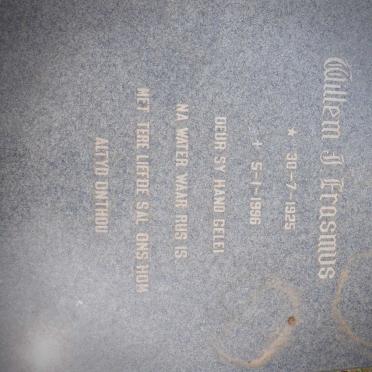 Willem J Erasmus
★ 30-7-1925
+ 5-1-1996
DEUR SY HAND GELEI
NA WATER WAAR RUS IS
MET TERE LIEFDE SAL ONS HOM
ALTYD ONTHOU